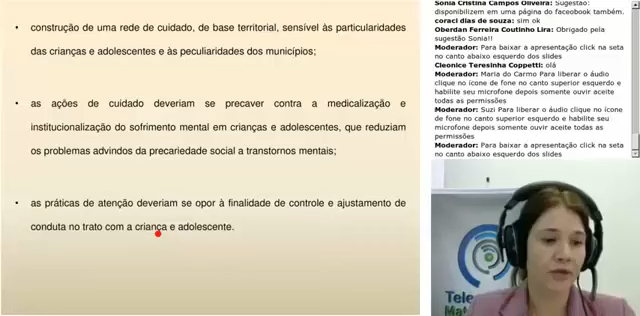 • construção de uma rede de cuidado, de base territorial, sensível às particularidades
das crianças e adolescentes e às peculiaridades dos municípios;
• as ações de cuidado deveriam se precaver contra a medicalização e
institucionalização do sofrimento mental em crianças e adolescentes, que reduziam
os problemas advindos da precariedade social a transtornos mentais;
• as práticas de atenção deveriam se opor à finalidade de controle e ajustamento de
conduta no trato com a criança e adolescente.
Sonia Cristina Campos Oliveira: Sugestão:
disponibilizem em uma página do faceobook também.
coraci dias de souza: sim ok
Oberdan Ferreira Coutinho Lira: Obrigado pela
sugestão Sonia!!
Moderador: Para baixar a apresentação click na seta
no canto abaixo esquerdo dos slides
Cleonice Teresinha Coppetti: olá
Moderador: Maria do Carmo Para liberar o áudio
clique no ícone de fone no canto superior esquerdo e
habilite seu microfone depois somente ouvir aceite
todas as permissões
Moderador: Suzi Para liberar o áudio clique no ícone
de fone no canto superior esquerdo e habilite seu
microfone depois somente ouvir aceite todas as
permissões
Moderador: Para baixar a apresentação click na seta
no canto abaixo esquerdo dos slides
Tele
Mat